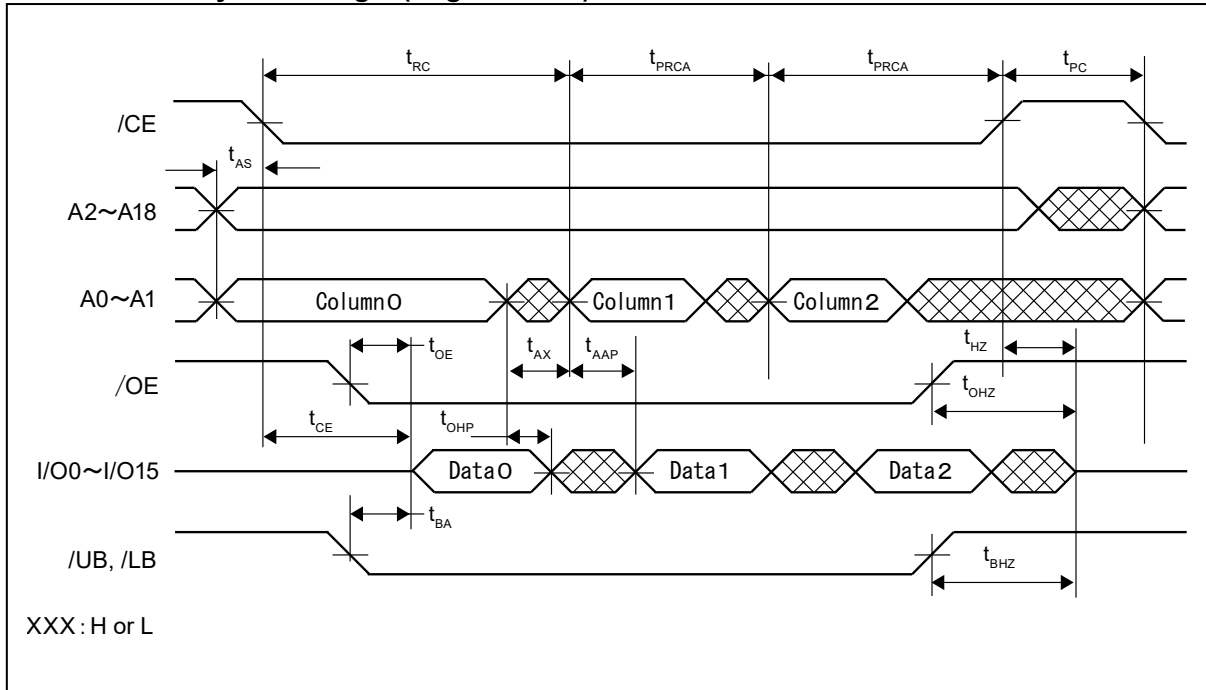 tRC
tPRCA
tPRCA
tPC
/CE
tAS
A2～A18
A0～A1
Column0
Column1
Column2
tOE
tAX
tAAP
tHZ
/OE
tOHZ
tCE
tOHP
I/O0～I/O15
Data0
Data1
Data2
tBA
/UB, /LB
tBHZ
XXX : H or L